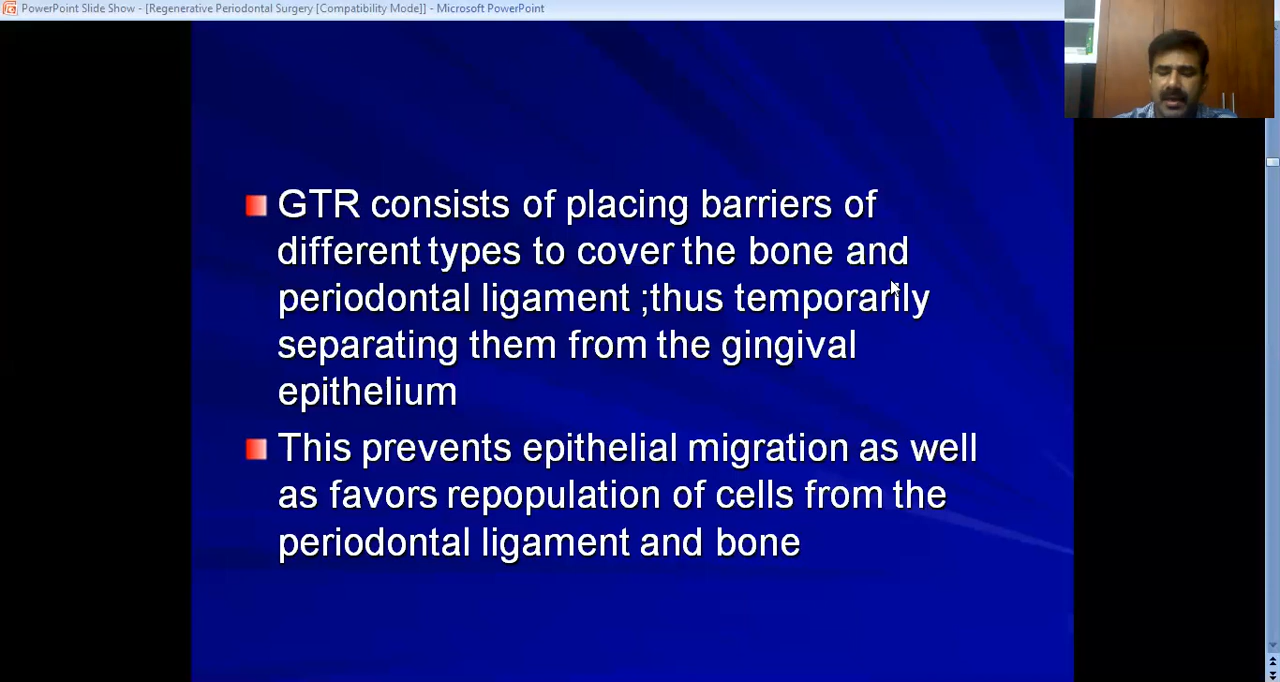 PowerPoint Slide Show - [Regenerative Periodontal Surgery [Compatibility Mode]] - Microsoft PowerPoint
GTR consists of placing barriers of
different types to cover the bone and
periodontal ligament ;thus temporarily
separating them from the gingival
epithelium
This prevents epithelial migration as well
as favors repopulation of cells from the
periodontal ligament and bone